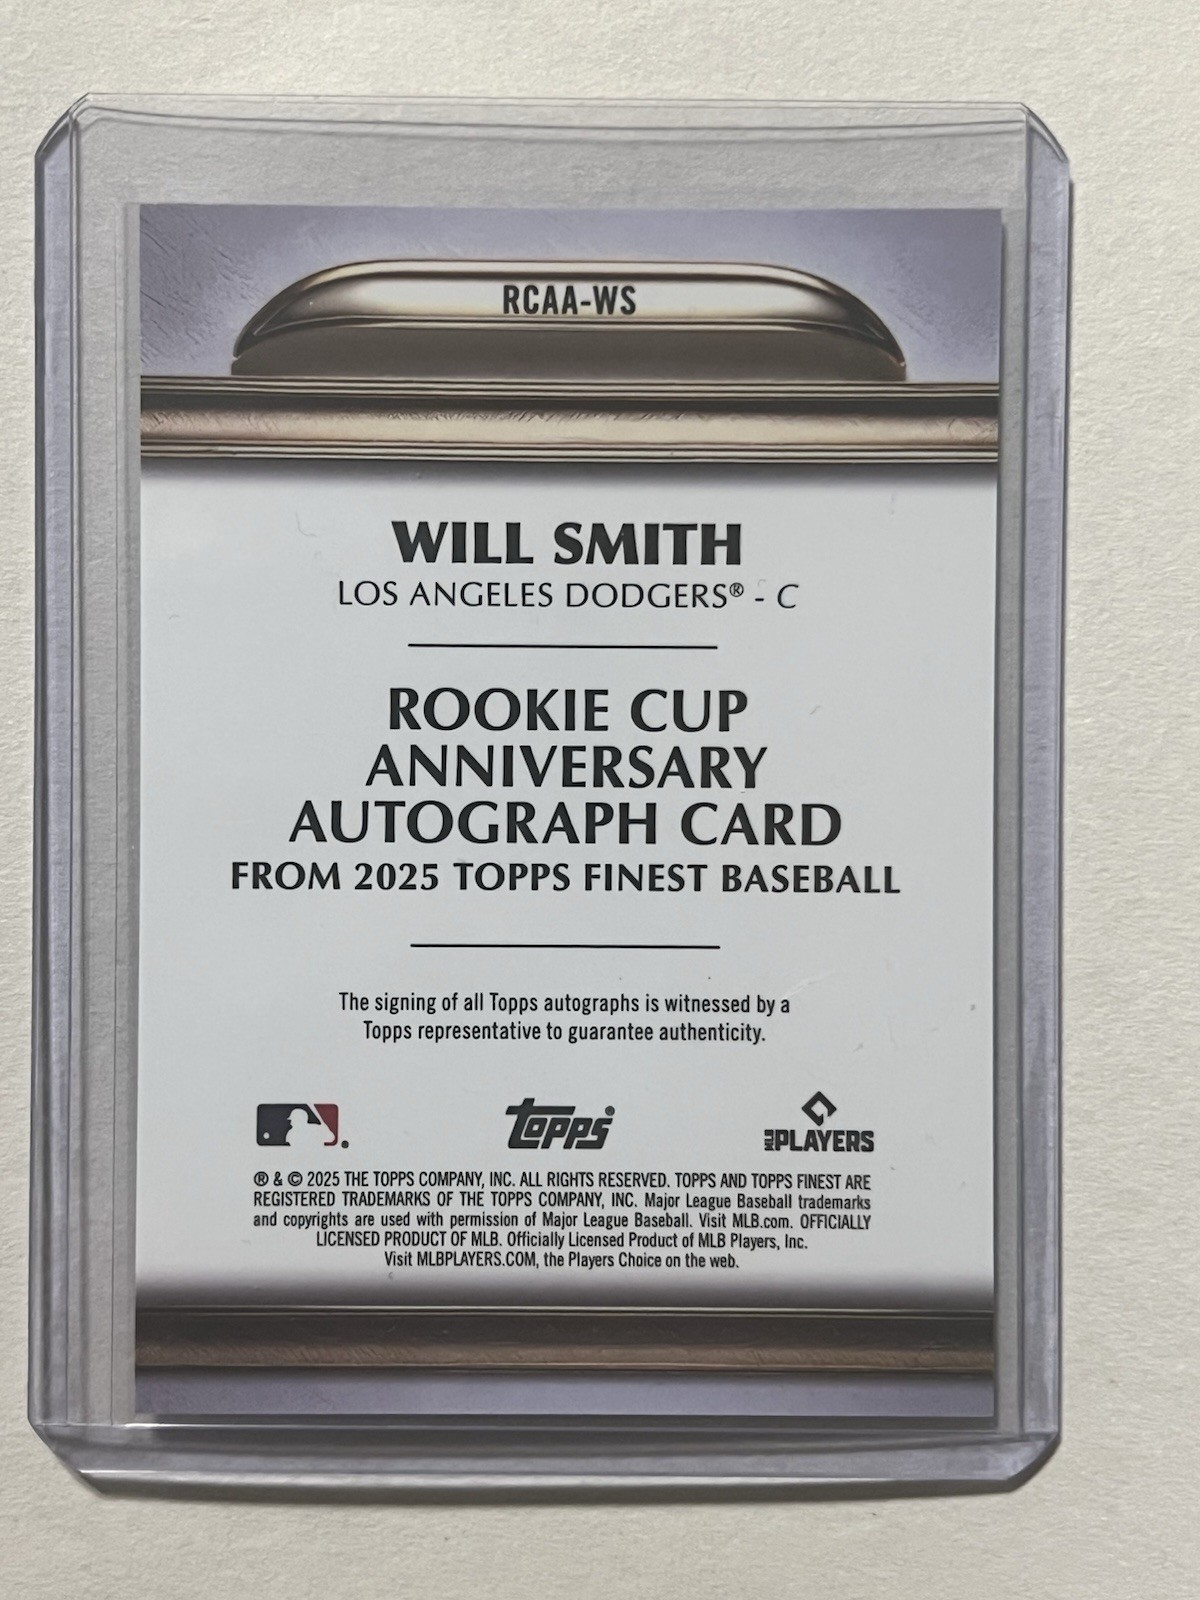 RCAA-WS
WILL SMITH
LOS ANGELES DODGERS® - C
ROOKIE CUP
ANNIVERSARY
AUTOGRAPH CARD
FROM 2025 TOPPS FINEST BASEBALL
The signing of all Topps autographs is witnessed by a
Topps representative to guarantee authenticity.
topps
MLB PLAYERS
® & © 2025 THE TOPPS COMPANY, INC. ALL RIGHTS RESERVED. TOPPS AND TOPPS FINEST ARE
REGISTERED TRADEMARKS OF THE TOPPS COMPANY, INC. Major League Baseball trademarks
and copyrights are used with permission of Major League Baseball. Visit MLB.com. OFFICIALLY
LICENSED PRODUCT OF MLB. Officially Licensed Product of MLB Players, Inc.
Visit MLBPLAYERS.COM, the Players Choice on the web.